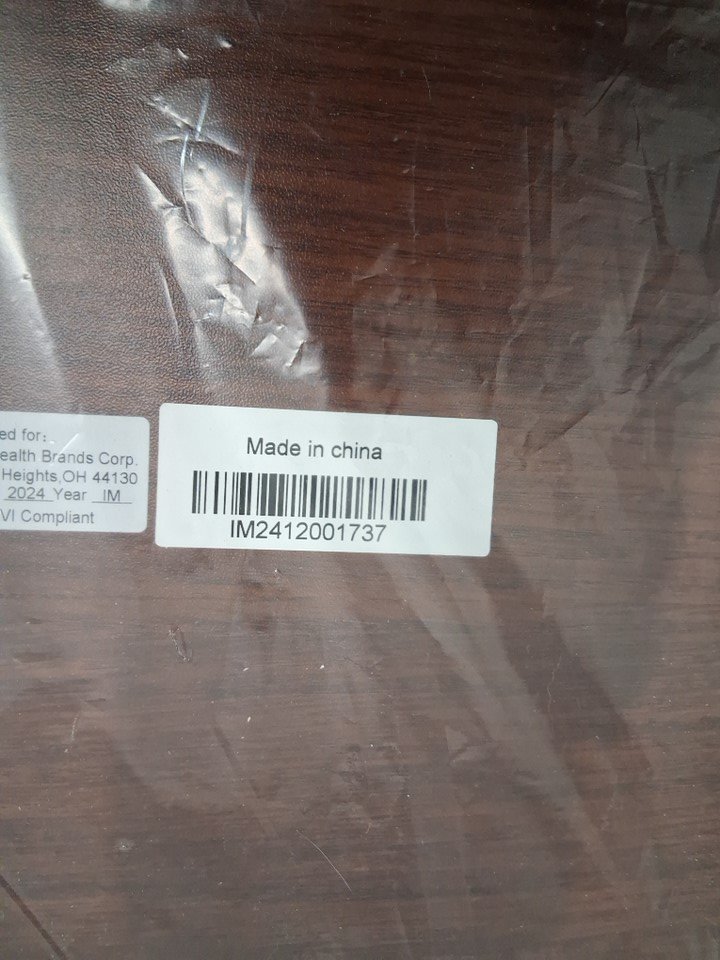 ed for:
ealth Brands Corp.
Heights,OH 44130
2024 Year IM
VI Compliant
Made in china
IM2412001737